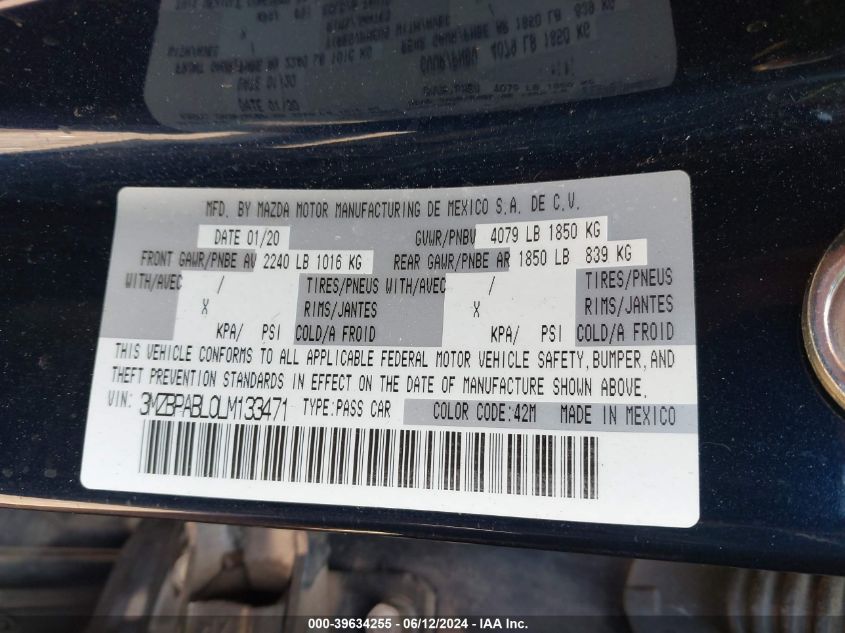 MFD. BY MAZDA MOTOR MANUFACTURING DE MEXICO S.A. DE C.V.
DATE 01/20 GVWR/PNBV 4079 LB 1850 KG
FRONT GAWR/PNBE AV 2240 LB 1016 KG REAR GAWR/PNBE AR 1850 LB 839 KG
WITH/AVEC / TIRES/PNEUS WITH/AVEC / TIRES/PNEUS
X RIMS/JANTES X RIMS/JANTES
KPA/ PSI COLD/A FROID KPA/ PSI COLD/A FROID
THIS VEHICLE CONFORMS TO ALL APPLICABLE FEDERAL MOTOR VEHICLE SAFETY, BUMPER, AND
THEFT PREVENTION STANDARDS IN EFFECT ON THE DATE OF MANUFACTURE SHOWN ABOVE.
VIN: 3MZBPABL0LM133471 TYPE:PASS CAR COLOR CODE:42M MADE IN MEXICO
000-39634255 - 06/12/2024 - IAA Inc.